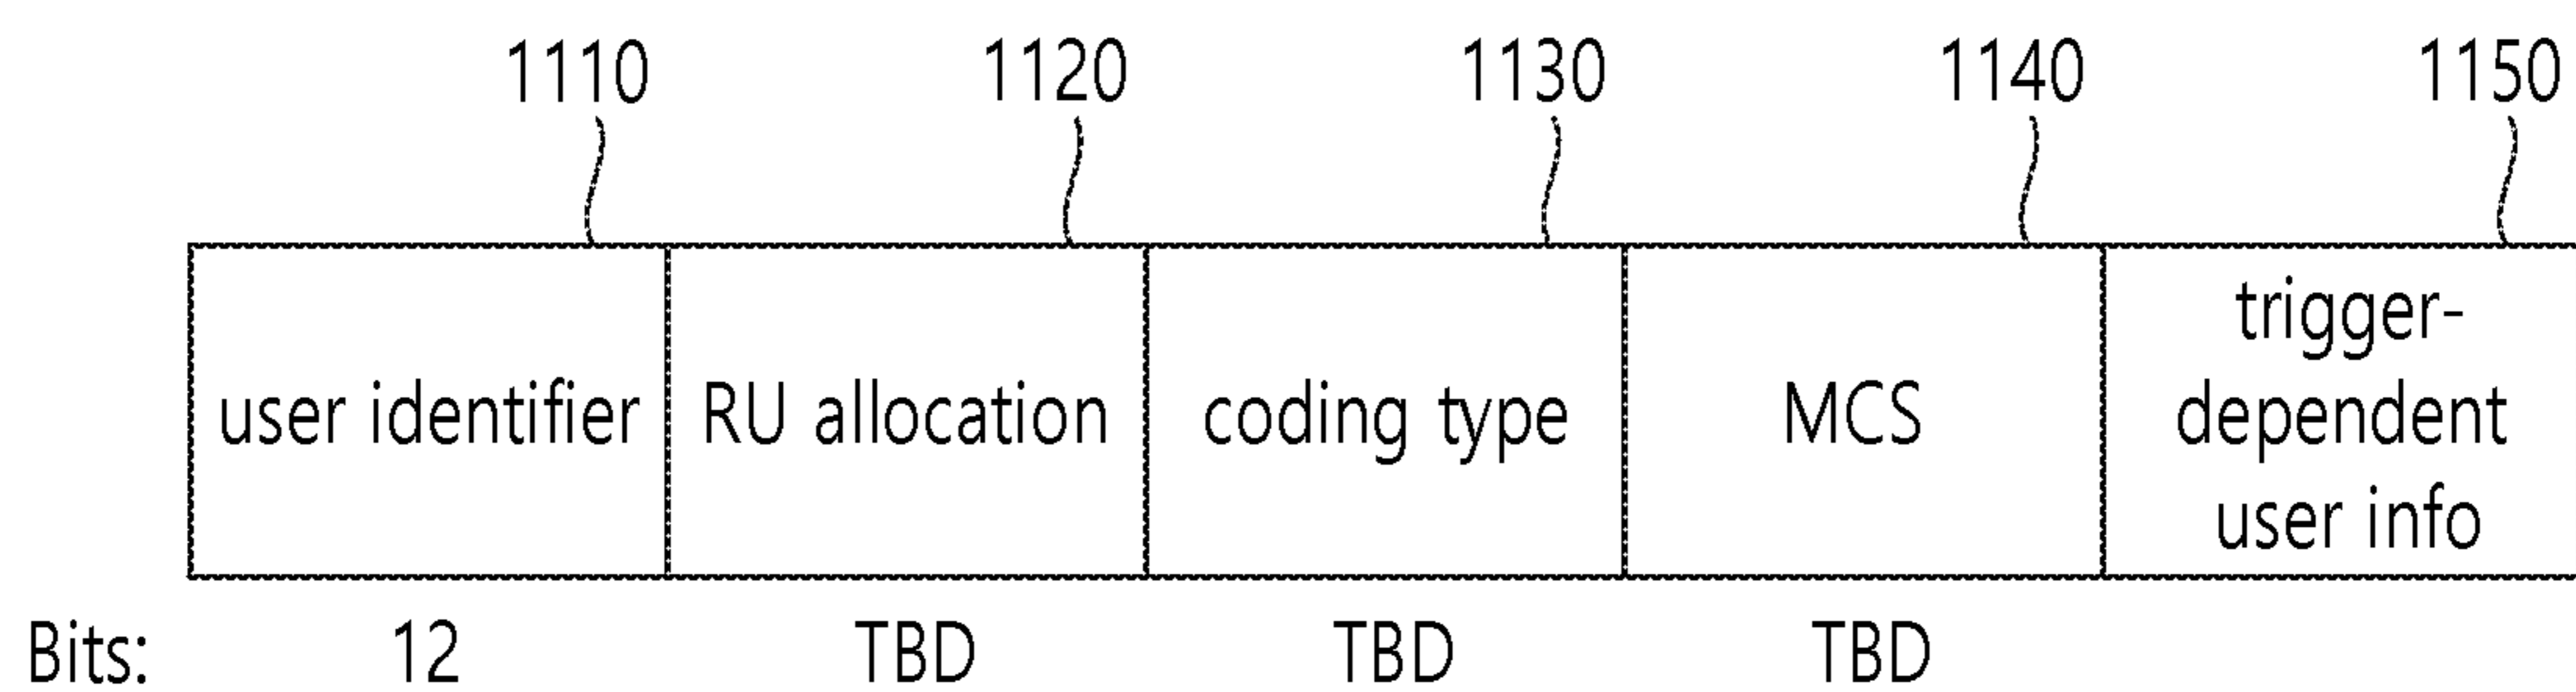 1110 1120 1130 1140 1150
user identifier RU allocation coding type MCS trigger-
dependent
user info
Bits: 12 TBD TBD TBD